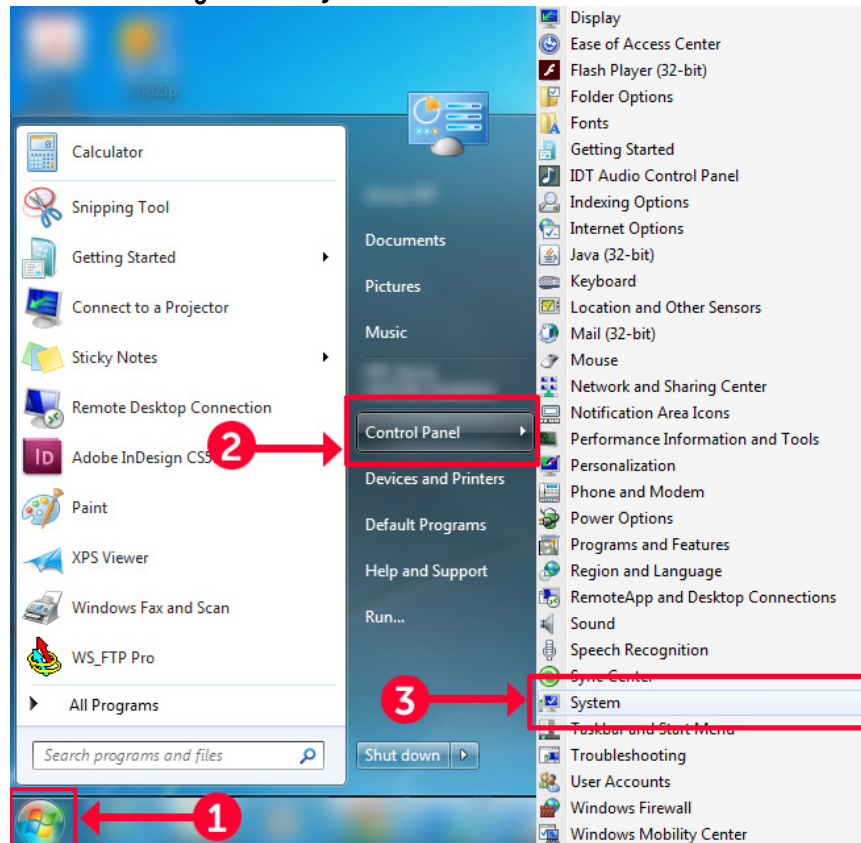 WinZip
Calculator
Snipping Tool
Getting Started
Connect to a Projector
Sticky Notes
Remote Desktop Connection
ID
Adobe InDesign CS5
Paint
XPS Viewer
Windows Fax and Scan
WS_FTP Pro
All Programs
Search programs and files
1
Documents
Pictures
Music
2
Control Panel
Devices and Printers
Default Programs
Help and Support
Run...
Shut down
Display
Ease of Access Center
Flash Player (32-bit)
Folder Options
Fonts
Getting Started
IDT Audio Control Panel
Indexing Options
Internet Options
Java (32-bit)
Keyboard
Location and Other Sensors
Mail (32-bit)
Mouse
Network and Sharing Center
Notification Area Icons
Performance Information and Tools
Personalization
Phone and Modem
Power Options
Programs and Features
Region and Language
RemoteApp and Desktop Connections
Sound
Speech Recognition
Sync Center
3
System
Taskbar and Start Menu
Troubleshooting
User Accounts
Windows Firewall
Windows Mobility Center